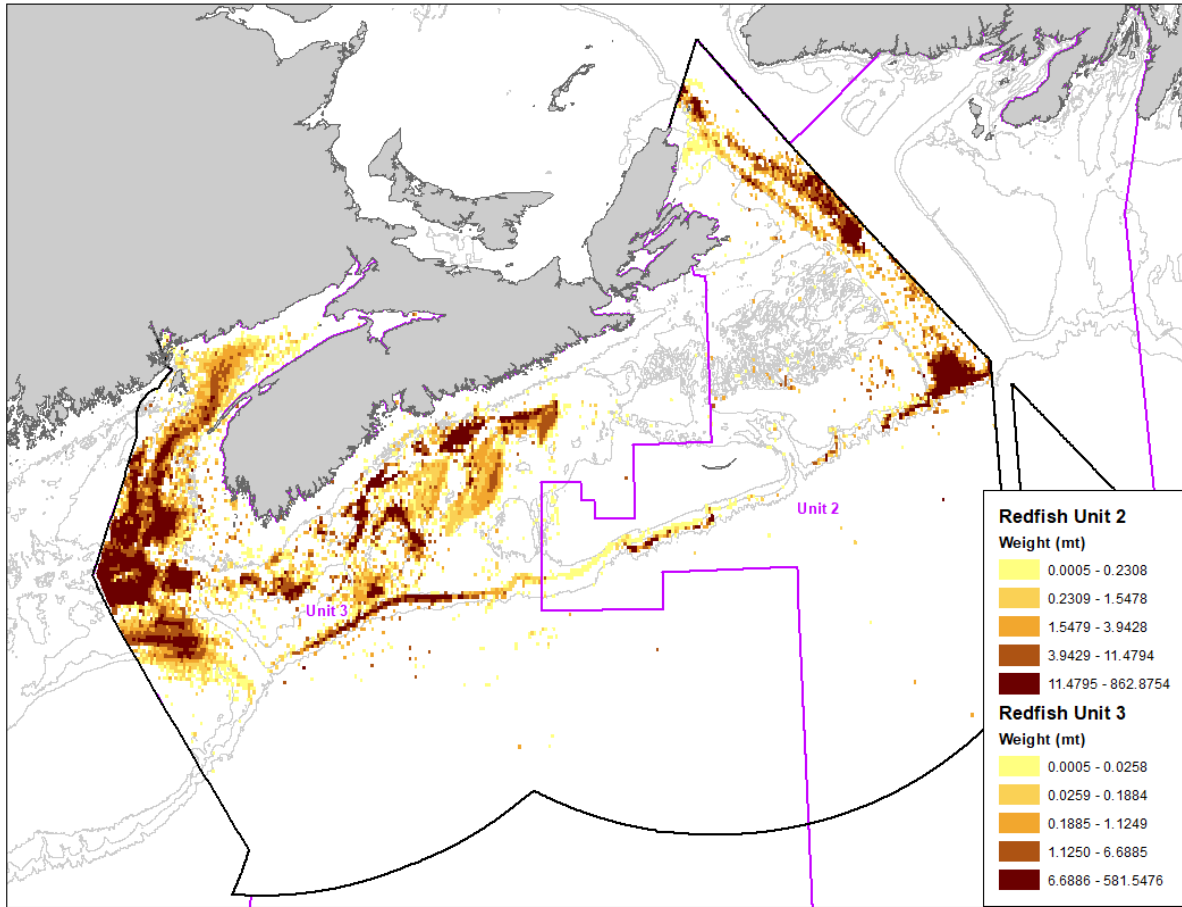 Unit 2
Unit 3
Redfish Unit 2
Weight (mt)
0.0005 - 0.2308
0.2309 - 1.5478
1.5479 - 3.9428
3.9429 - 11.4794
11.4795 - 862.8754
Redfish Unit 3
Weight (mt)
0.0005 - 0.0258
0.0259 - 0.1884
0.1885 - 1.1249
1.1250 - 6.6885
6.6886 - 581.5476